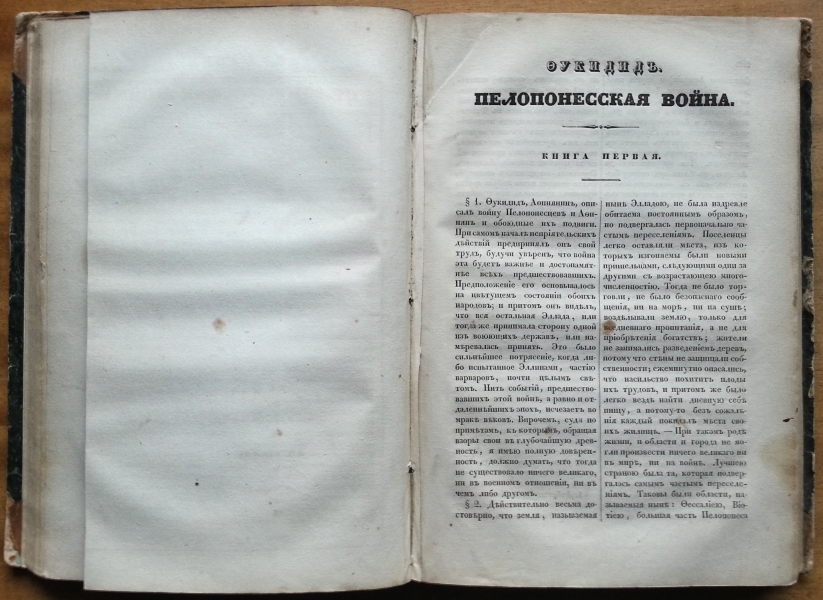 ѲУКИДИДЪ.
ПЕЛОПОНЕССКАЯ ВОЙНА.
КНИГА ПЕРВАЯ.
§ 1. Ѳукидид, Аѳинянинъ, опи-
салъ войну Пелопонесцевъ и Аѳи-
нянъ и обоюдные ихъ подвиги.
При самомъ началѣ непріятельскихъ
дѣйствій предпринялъ онъ свой
трудъ, будучи увѣренъ, что война
эта будетъ важнѣе и достопамят-
нѣе всѣхъ предшествовавшихъ.
Предположеніе его основывалось
на цвѣтущемъ состояніи обоихъ
народовъ; и притомъ онъ видѣлъ,
что вся остальная Эллада, или
тогда же принимала сторону одной
изъ воюющихъ державъ, или на-
мѣревалась принять. Это было
сильнѣйшее потрясеніе, когда ли-
бо испытанное Эллинами, частію
варваровъ, почти цѣлымъ свѣ-
томъ. Нить событій, предшество-
вавшихъ этой войнѣ, а равно и от-
даленнѣйшихъ эпохъ, исчезаетъ во
мракѣ вѣковъ. Впрочемъ, судя по
примѣтамъ, къ которымъ, обращая
взоры свои въ глубочайшую древ-
ность, я имѣю полную довѣрен-
ность, должно думать, что тогда
не существовало ничего великаго,
ни въ военномъ отношеніи, ни въ
чемъ либо другомъ.
§ 2. Дѣйствительно весьма до-
стовѣрно, что земля, называемая
нынѣ Элладою, не была издревле
обитаема постояннымъ образомъ,
но подвергалась первоначально ча-
стымъ переселеніямъ. Поселенцы
легко оставляли мѣста, изъ ко-
торыхъ изгоняемы были новыми
пришельцами, слѣдующими одни за
другими съ возрастающею много-
численностію. Тогда не было тор-
говли, не было безопаснаго сооб-
щенія, ни на морѣ, ни на сушѣ;
воздѣлывали землю, только для
вседневнаго пропитанія, а не для
пріобрѣтенія богатствъ; жители
не занимались разведеніемъ деревъ,
потому что стѣны не защищали соб-
ственности; ежеминутно опасались,
что насильство похититъ плоды
ихъ трудовъ, и притомъ же было
легко вездѣ найти дневную себѣ
пищу, а потому-то безъ сожалѣ-
нія каждый покидалъ мѣста сво-
ихъ жилищъ. — При такомъ родѣ
жизни, и области и города не мо-
гли произвести ничего великаго ни
въ мирѣ, ни на войнѣ. Лучшею
страною была та, которая подвер-
галась самымъ частымъ переселе-
ніямъ. Таковы были области, на-
зываемыя нынѣ: Ѳессаліею, Віо-
тіею, большая часть Пелопонеса